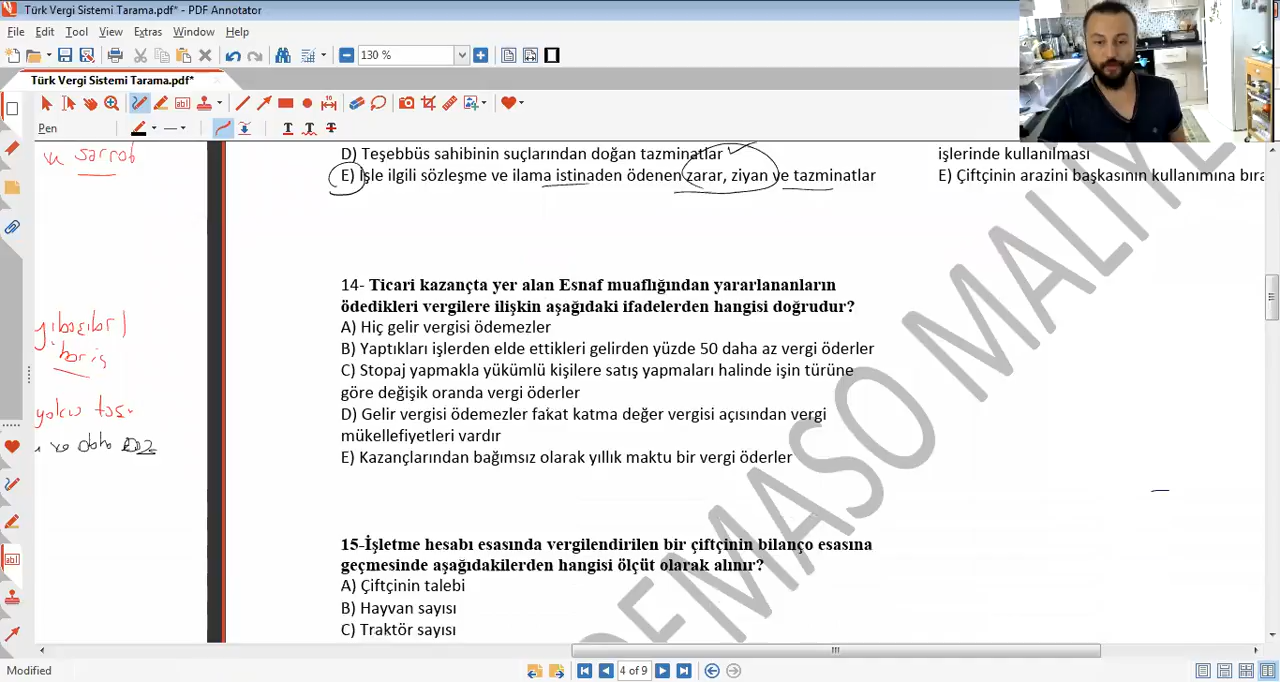 Türk Vergi Sistemi Tarama.pdf* - PDF Annotator
File Edit Tool View Extras Window Help
130 %
Türk Vergi Sistemi Tarama.pdf*
Pen
sarraf
yolcu taş
ve daha
D) Teşebbüs sahibinin suçlarından doğan tazminatlar
E) İşle ilgili sözleşme ve ilama istinaden ödenen zarar, ziyan ve tazminatlar
14- Ticari kazançta yer alan Esnaf muaflığından yararlananların
ödedikleri vergilere ilişkin aşağıdaki ifadelerden hangisi doğrudur?
A) Hiç gelir vergisi ödemezler
B) Yaptıkları işlerden elde ettikleri gelirden yüzde 50 daha az vergi öderler
C) Stopaj yapmakla yükümlü kişilere satış yapmaları halinde işin türüne
göre değişik oranda vergi öderler
D) Gelir vergisi ödemezler fakat katma değer vergisi açısından vergi
mükellefiyetleri vardır
E) Kazançlarından bağımsız olarak yıllık maktu bir vergi öderler
15-İşletme hesabı esasında vergilendirilen bir çiftçinin bilanço esasına
geçmesinde aşağıdakilerden hangisi ölçüt olarak alınır?
A) Çiftçinin talebi
B) Hayvan sayısı
C) Traktör sayısı
işlerinde kullanılması
E) Çiftçinin arazini başkasının kullanımına bıra
DEMASO MALİYE
4 of 9
Modified